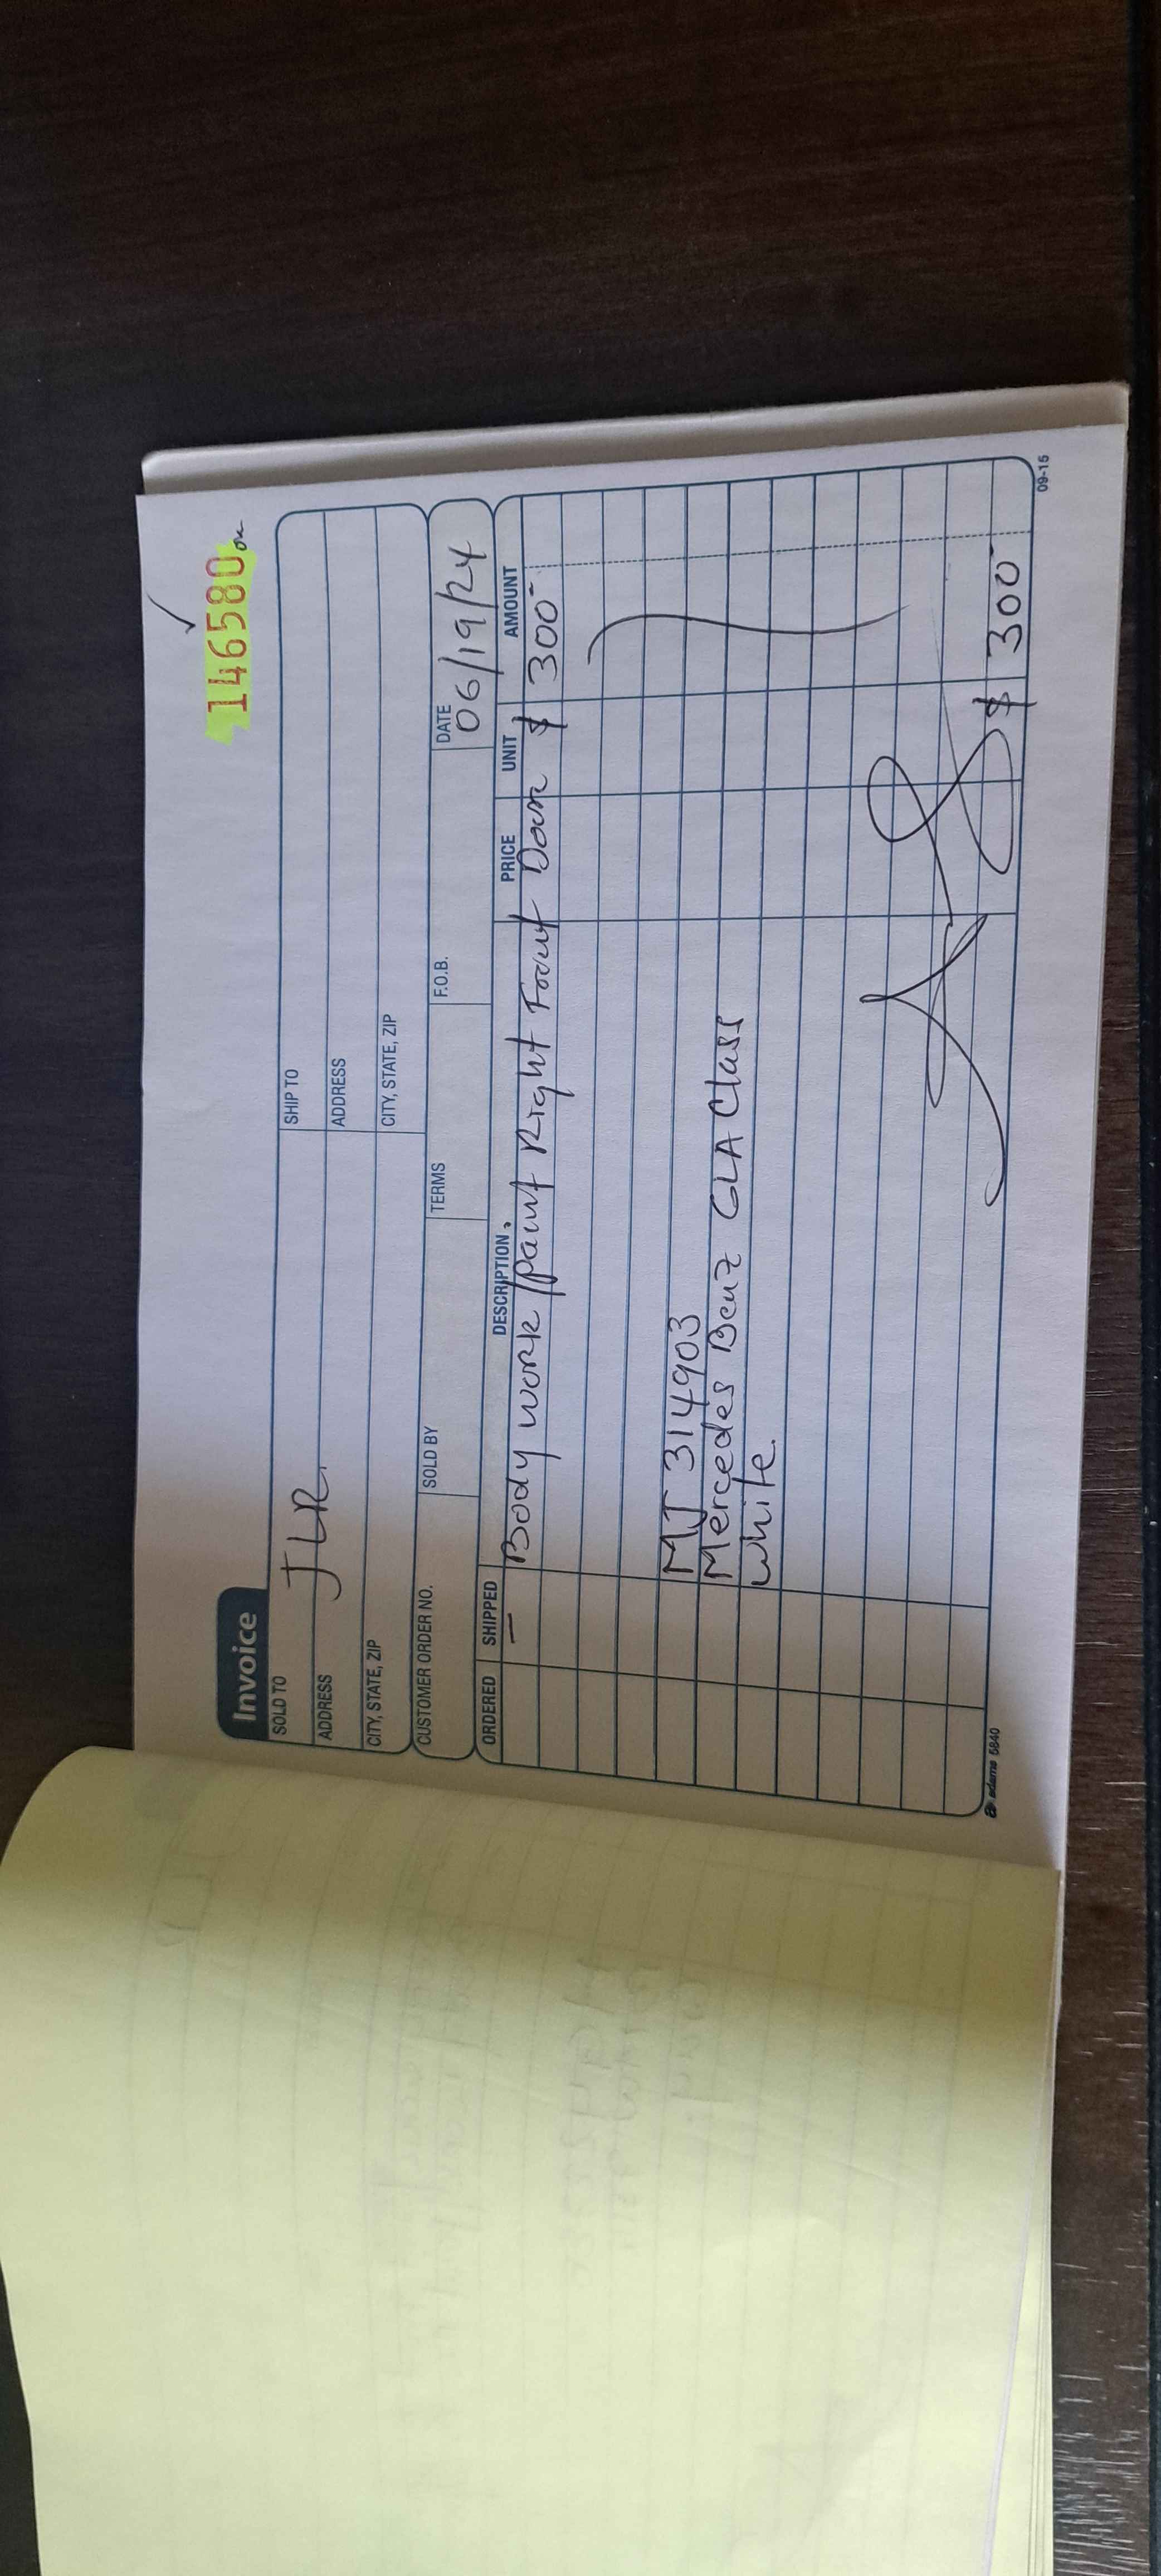 146580 ok
Invoice
SOLD TO
JLR.
SHIP TO
ADDRESS
ADDRESS
CITY, STATE, ZIP
CITY, STATE, ZIP
CUSTOMER ORDER NO. SOLD BY TERMS F.O.B. DATE
06/19/24
ORDERED SHIPPED DESCRIPTION PRICE UNIT AMOUNT
Body work/paint Right Front Door $ 300-
MJ 314903
Mercedes Benz GLA Class
white.
$ 300-
adams 5840
09-15